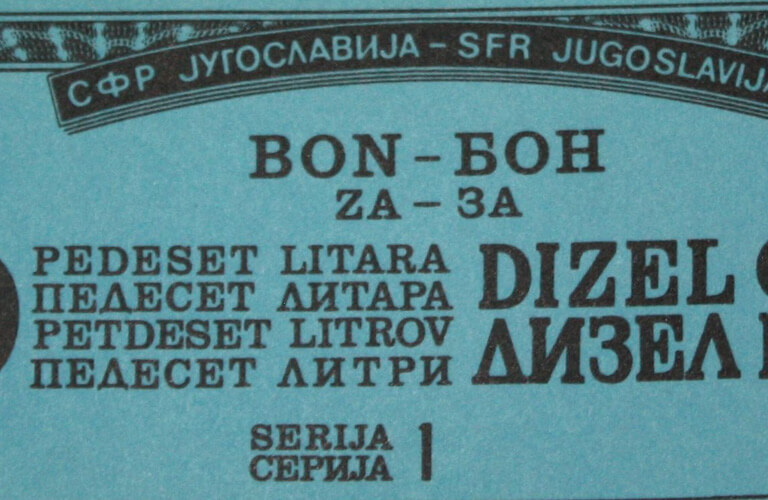 СФР ЈУГОСЛАВИЈА – SFR JUGOSLAVIJA
BON – БОН
ZA – ЗА
PEDESET LITARA
ПЕДЕСЕТ ЛИТАРА
PETDESET LITROV
ПЕДЕСЕТ ЛИТРИ
DIZEL
ДИЗЕЛ
SERIJA 1
СЕРИЈА